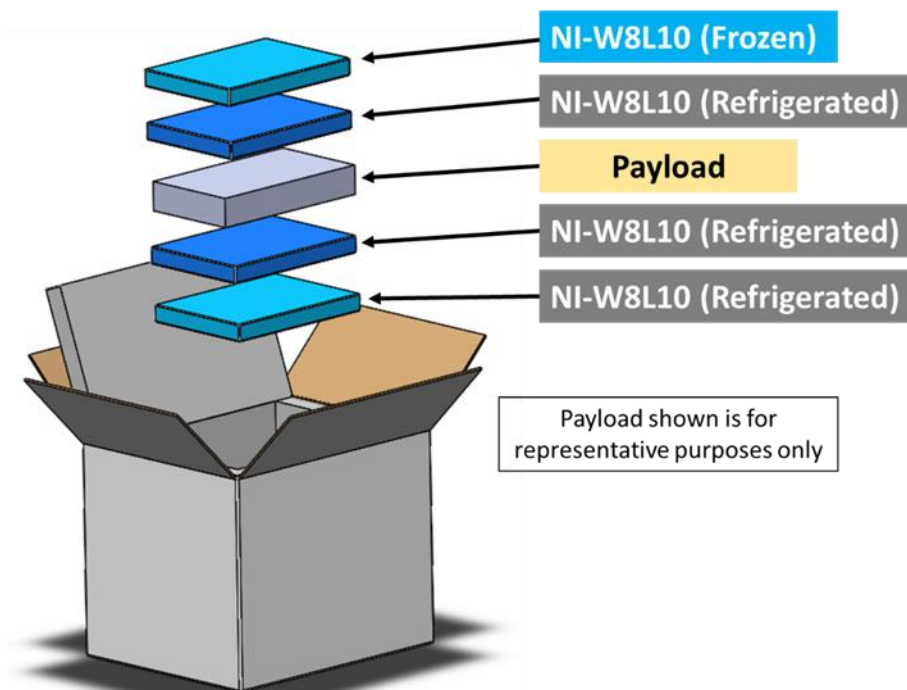 NI-W8L10 (Frozen)
NI-W8L10 (Refrigerated)
Payload
NI-W8L10 (Refrigerated)
NI-W8L10 (Refrigerated)
Payload shown is for
representative purposes only